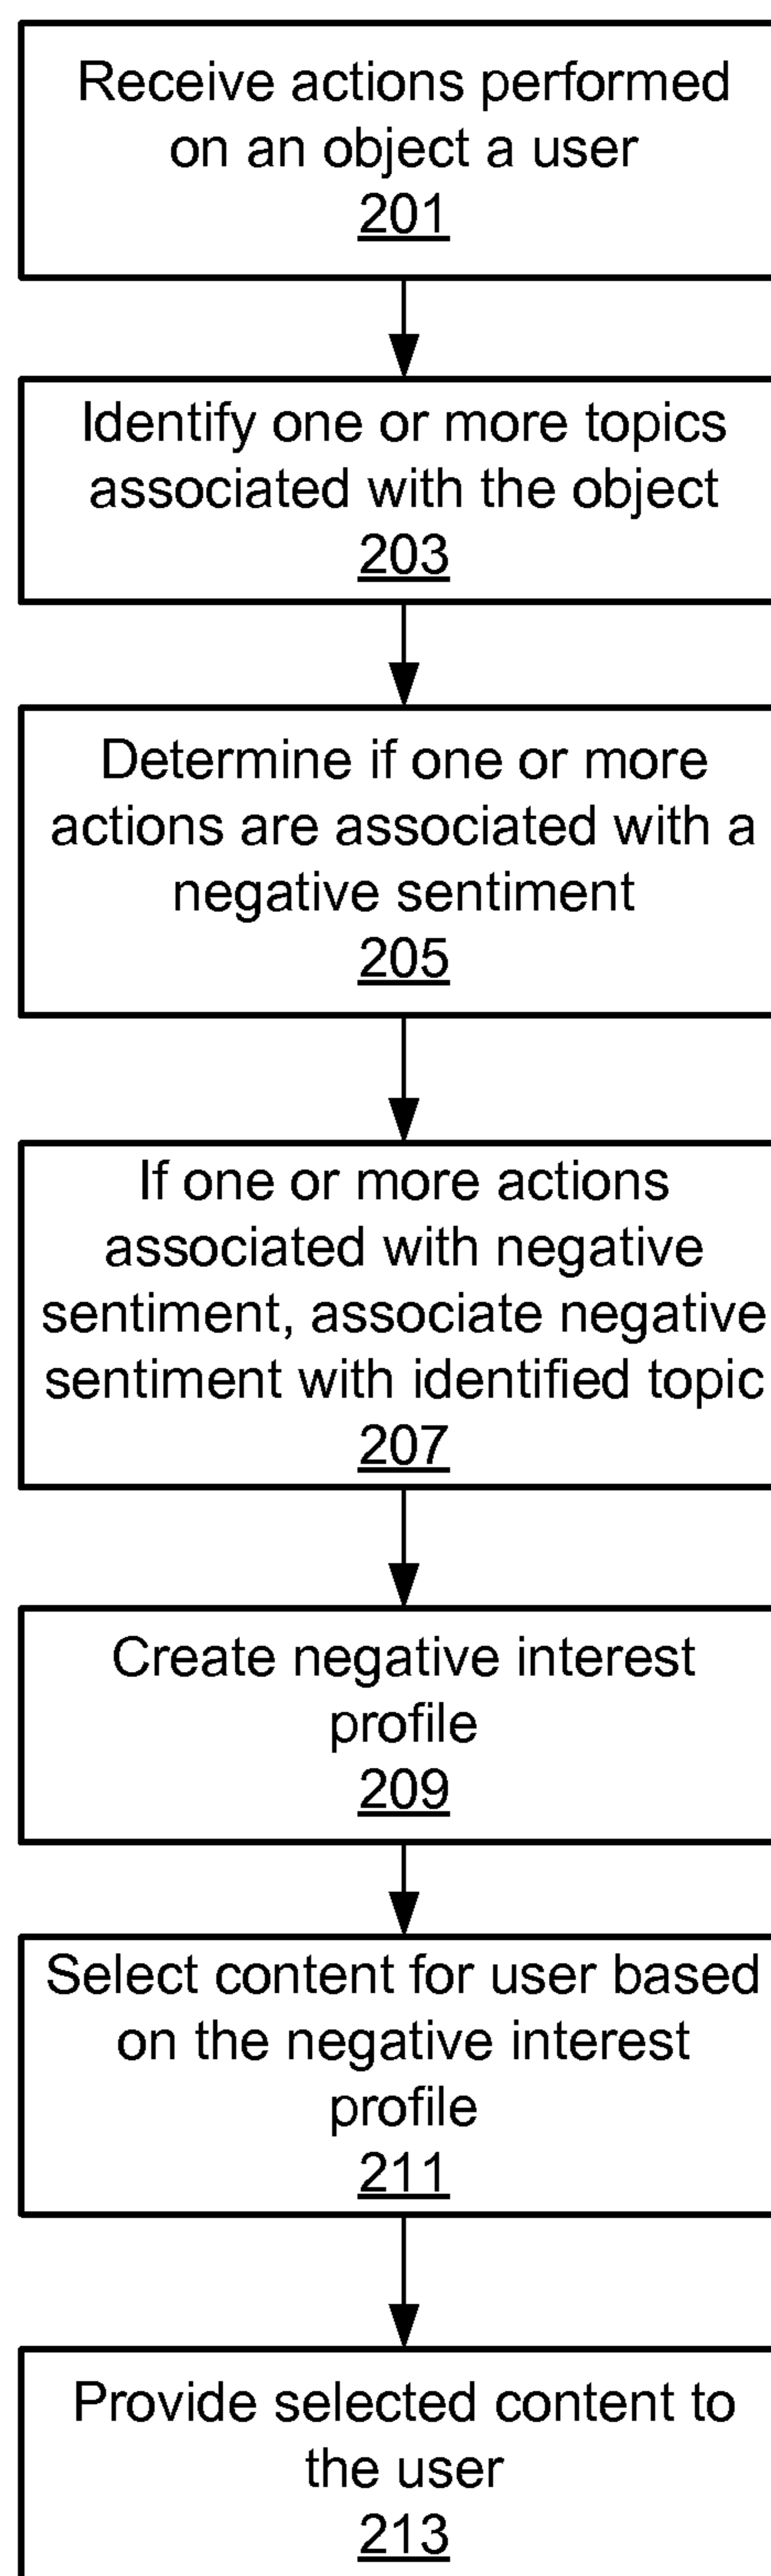 Receive actions performed
on an object a user
201
Identify one or more topics
associated with the object
203
Determine if one or more
actions are associated with a
negative sentiment
205
If one or more actions
associated with negative
sentiment, associate negative
sentiment with identified topic
207
Create negative interest
profile
209
Select content for user based
on the negative interest
profile
211
Provide selected content to
the user
213